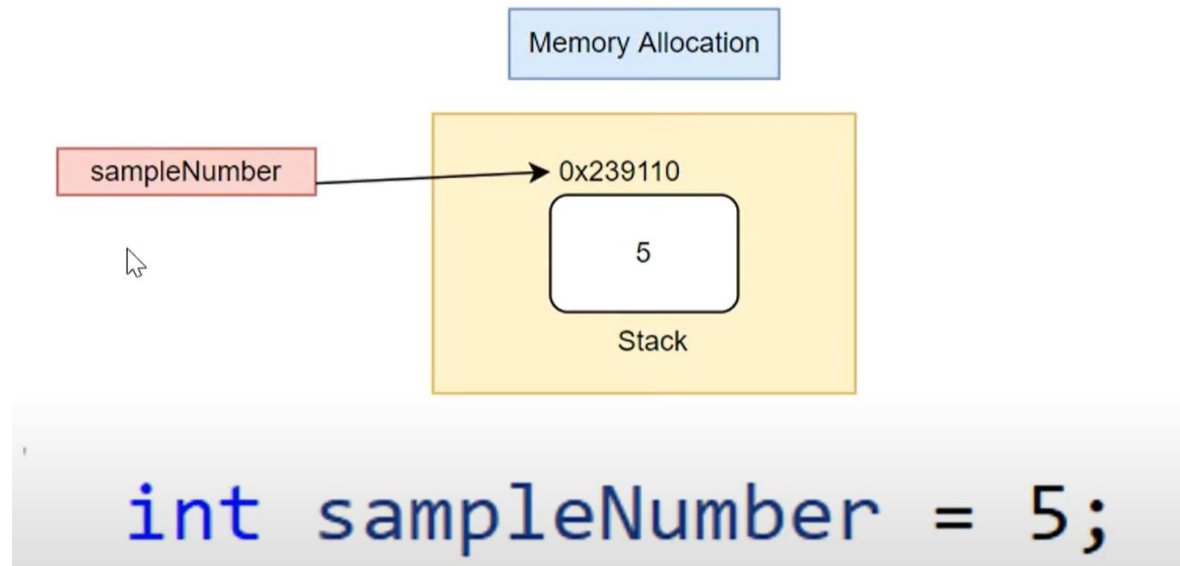 Memory Allocation
sampleNumber
0x239110
5
Stack
int sampleNumber = 5;